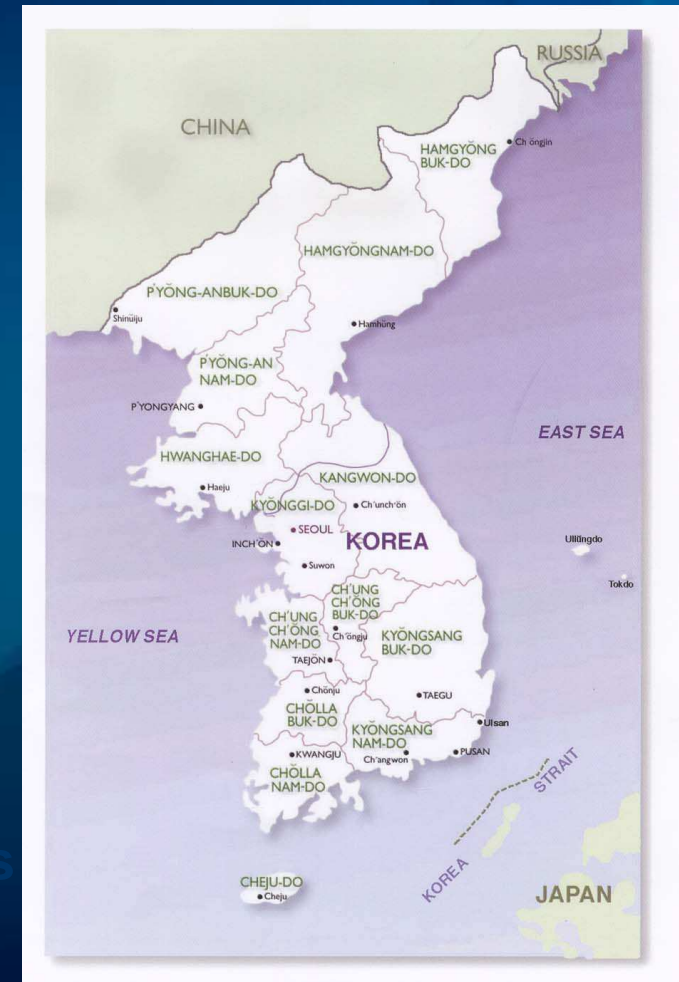 RUSSIA
CHINA
Ch ŏngjin
HAMGYŎNG
BUK-DO
HAMGYŎNGNAM-DO
P'YŎNG-ANBUK-DO
Shinŭiju
Hamhŭng
P'YŎNG-AN
NAM-DO
P'YONGYANG
EAST SEA
HWANGHAE-DO
KANGWON-DO
Haeju
KYŎNGGI-DO
Ch'unch'ŏn
SEOUL
INCH'ŎN
KOREA
Ullŭngdo
Suwon
Tokdo
CH'UNG
CH'ŎNG
BUK-DO
CH'UNG
CH'ŎNG
NAM-DO
Ch'ŏngju
YELLOW SEA
KYŎNGSANG
BUK-DO
TAEJŎN
Chŏnju
TAEGU
CHŎLLA
BUK-DO
Ulsan
KYŎNGSANG
NAM-DO
KWANGJU
Ch'angwon
PUSAN
CHŎLLA
NAM-DO
KOREA STRAIT
CHEJU-DO
Cheju
JAPAN
s